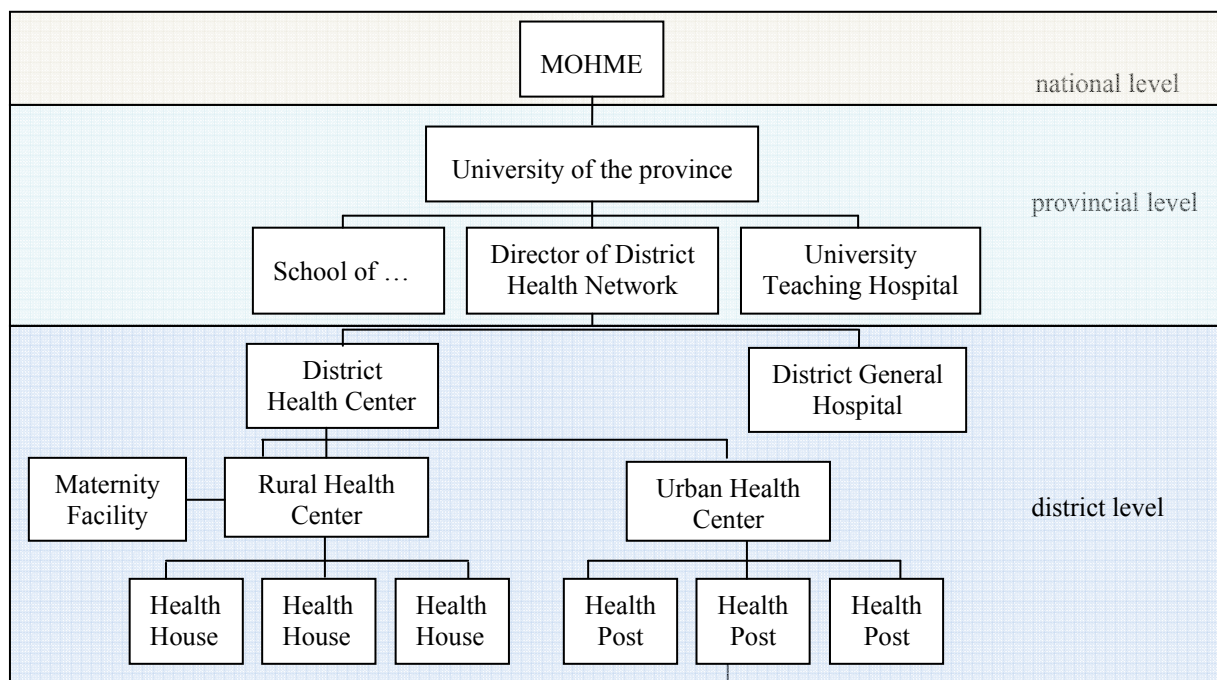 MOHME
national level
University of the province
provincial level
School of …
Director of District
Health Network
University
Teaching Hospital
District
Health Center
District General
Hospital
Maternity
Facility
Rural Health
Center
Urban Health
Center
district level
Health
House
Health
House
Health
House
Health
Post
Health
Post
Health
Post